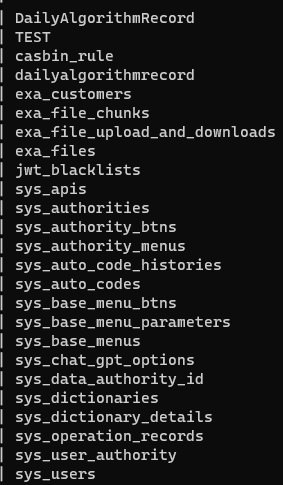 | DailyAlgorithmRecord
| TEST
| casbin_rule
| dailyalgorithmrecord
| exa_customers
| exa_file_chunks
| exa_file_upload_and_downloads
| exa_files
| jwt_blacklists
| sys_apis
| sys_authorities
| sys_authority_btns
| sys_authority_menus
| sys_auto_code_histories
| sys_auto_codes
| sys_base_menu_btns
| sys_base_menu_parameters
| sys_base_menus
| sys_chat_gpt_options
| sys_data_authority_id
| sys_dictionaries
| sys_dictionary_details
| sys_operation_records
| sys_user_authority
| sys_users